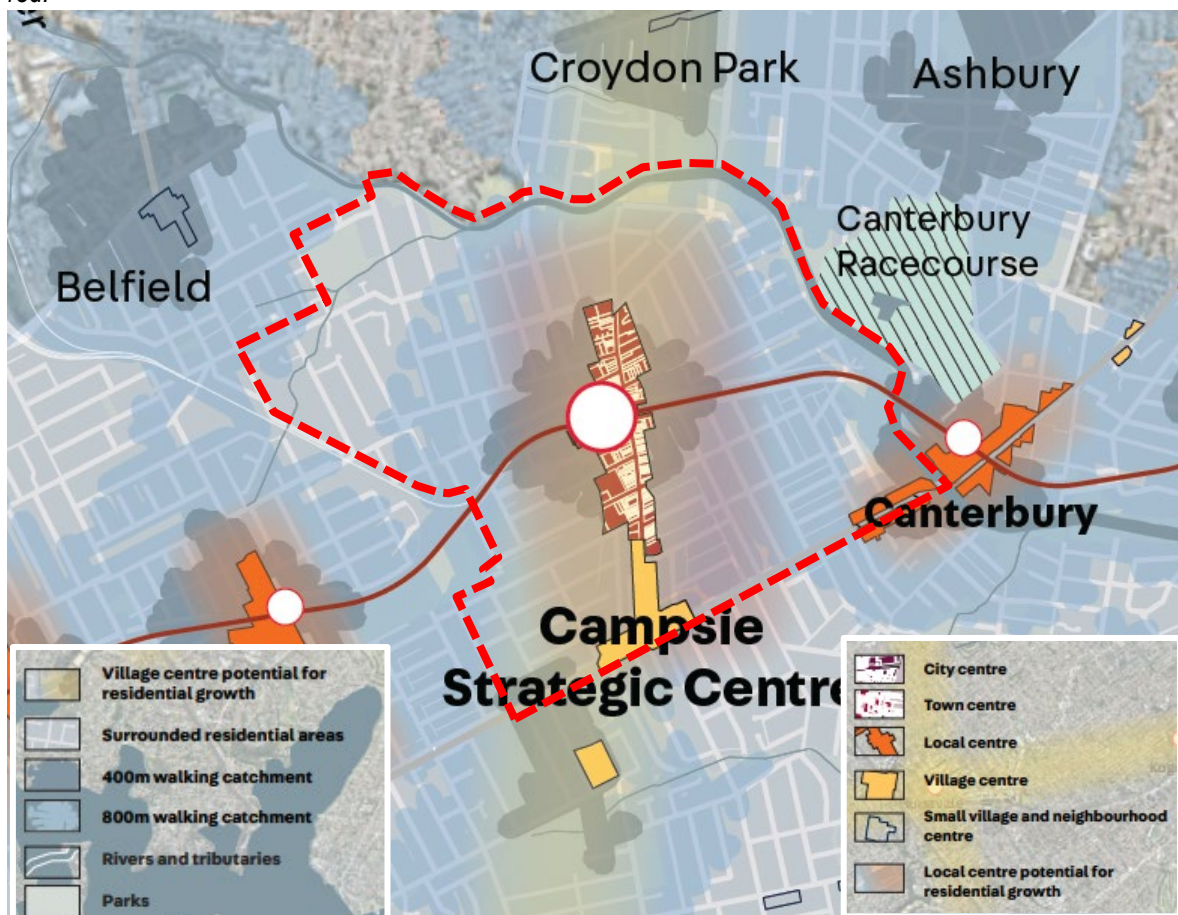 Croydon Park
Ashbury
Canterbury
Racecourse
Belfield
Canterbury
Campsie
Strategic Centre
Village centre potential for
residential growth
Surrounded residential areas
400m walking catchment
800m walking catchment
Rivers and tributaries
Parks
City centre
Town centre
Local centre
Village centre
Small village and neighbourhood
centre
Local centre potential for
residential growth